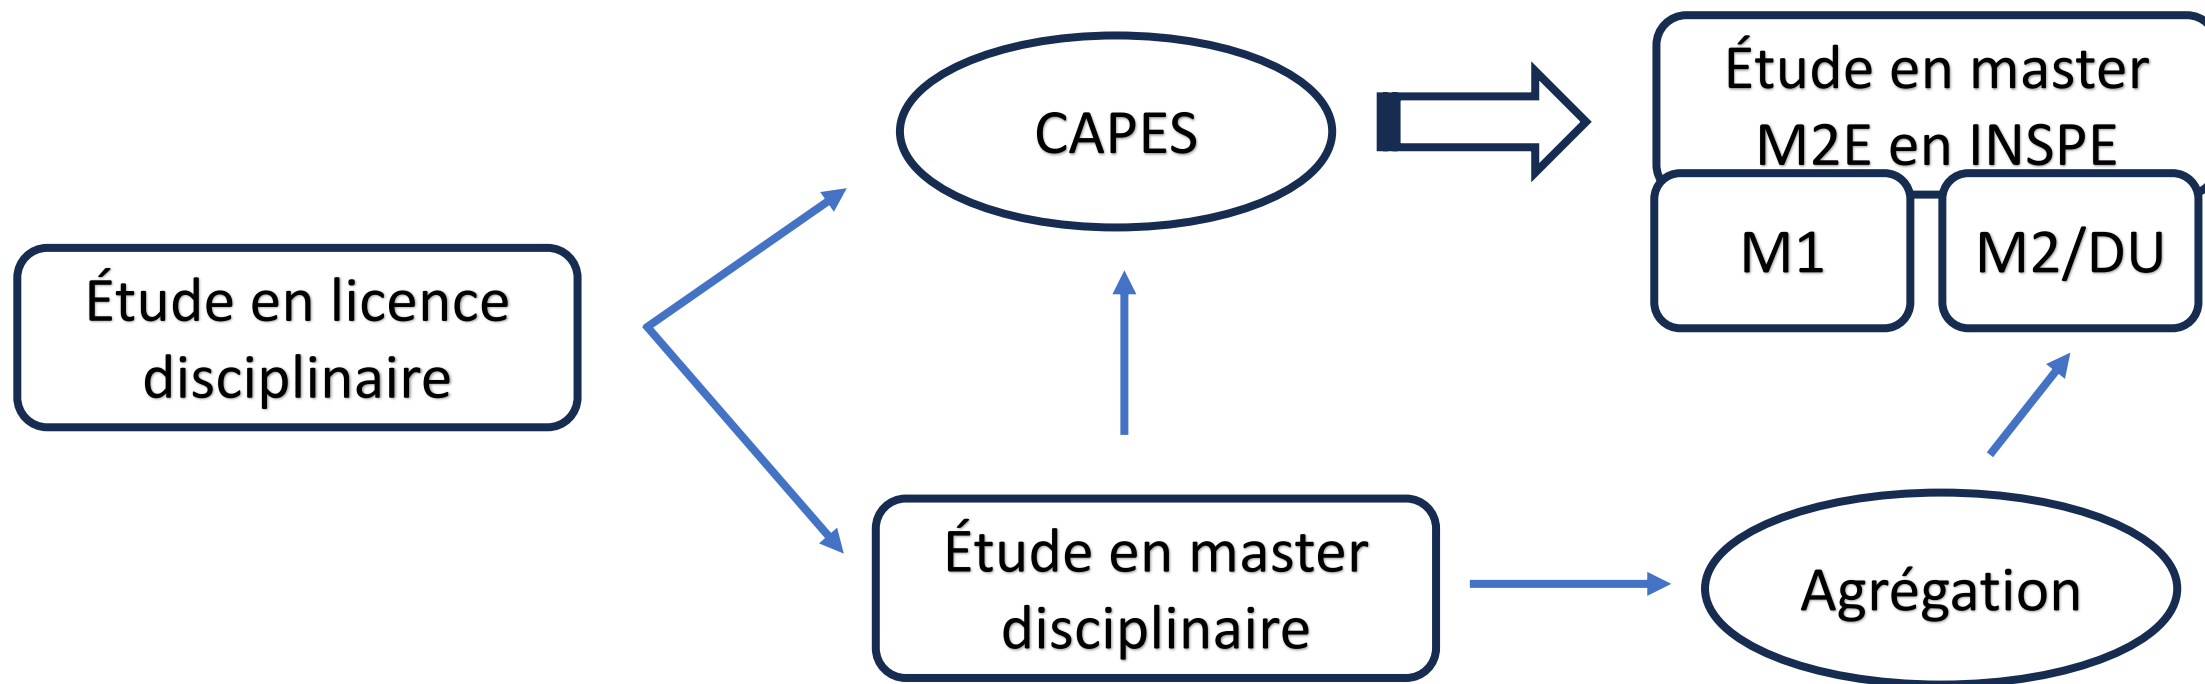 Étude en licence
disciplinaire
CAPES
Étude en master
M2E en INSPE
M1
M2/DU
Étude en master
disciplinaire
Agrégation